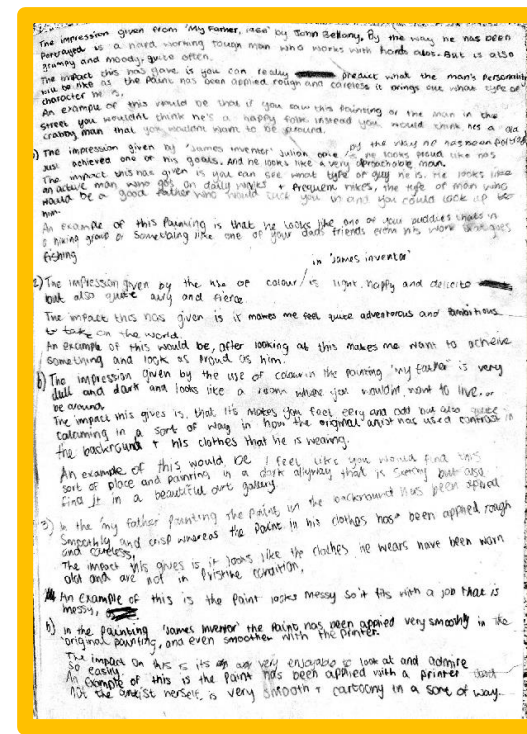 The impression given from 'My Father, 1966' by John Bellany, By the way he has been
portrayed is a hard working tough man who works with hands alot. But is also
grumpy and moody, quite often.
The impact this has gave is you can really predict what the man's personality
will be like as the paint has been applied rough and careless it brings out what type of
character he is,
An example of this would be that if you saw this painting or the man in the
street you wouldnt think he's a happy instead you would think hes a old
crabby man that you wouldnt want to be around.
b) The impression given by 'James inventor' Julian opie by the way he has been portrayed is he looks proud like has
just achieved one of his goals. And he looks like a very approachable man.
The impact this has given is you can see what type of guy he is. He looks like
an active man who goes on daily walks + frequent hikes, the type of man who
would be a good father who would tuck you in and you could look up to
him.
An example of this Painting is that he looks like one of your buddies thats in
a hiking group or something like one of your dads friends from his work that goes
fishing
2) The impression given by the use of colour in 'James inventor' is light, happy and
but also quite airy and fierce
The impact this has given is it makes me feel quite adventorous and ambitious
to take on the world.
An example of this would be, after looking at this makes me want to acheive
something and look as proud as him.
b) The impression given by the use of colour in the painting "my father" is very
dull and dark and looks like a room where you wouldnt want to live, or
be around
The impact this gives is, that its makes you feel eery and odd but also quite
calaming in a sort of way in how the original artist has used contrast in
the background + his clothes that he is wearing.
An example of this would be I feel like you would find this
sort of place and painting in a dark allyway that is scary but also
find it in a beautiful art gallery
3) In the 'my father painting the paint in the background has been spread
smoothly and crisp whereas the paint in his clothes has been applied rough
and careless,
The impact this gives is it looks like the clothes he wears have been worn
alot and are not in pristine condition,
An example of this is the paint looks messy so it fits with a job that is
messy,
b) in the painting 'James inventor' the paint has been applied very smoothly in the
original painting, and even smoother with the printer.
The impact on this is its very enjoyable to look at and admire
so easily.
An example of this is the paint has been applied with a printer and
not the artist herself, is very smooth + cartoony in a sort of way.